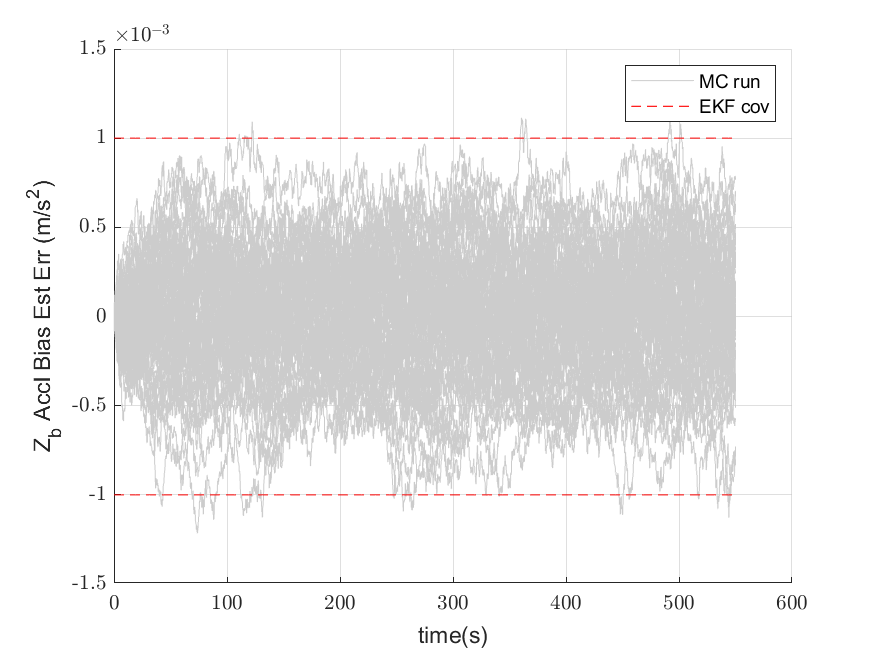 ×10⁻³
1.5
1
0.5
0
-0.5
-1
-1.5
Z_b Accl Bias Est Err (m/s²)
MC run
EKF cov
0 100 200 300 400 500 600
time(s)